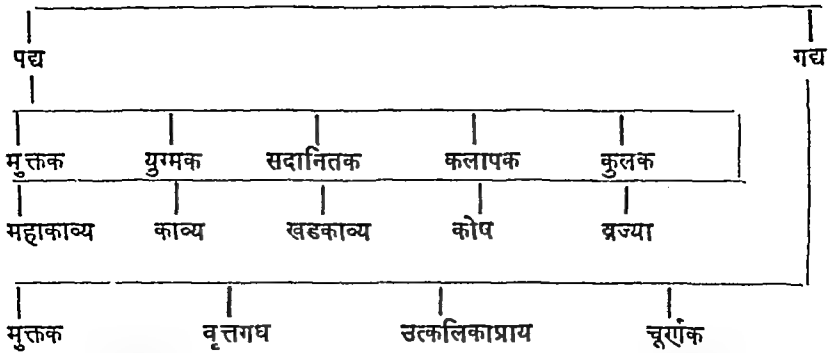 पद्य गद्य
मुक्तक युग्मक सदानितक कलापक कुलक
महाकाव्य काव्य खडकाव्य कोष व्रज्या
मुक्तक वृत्तगध उत्कलिकाप्राय चूर्णक